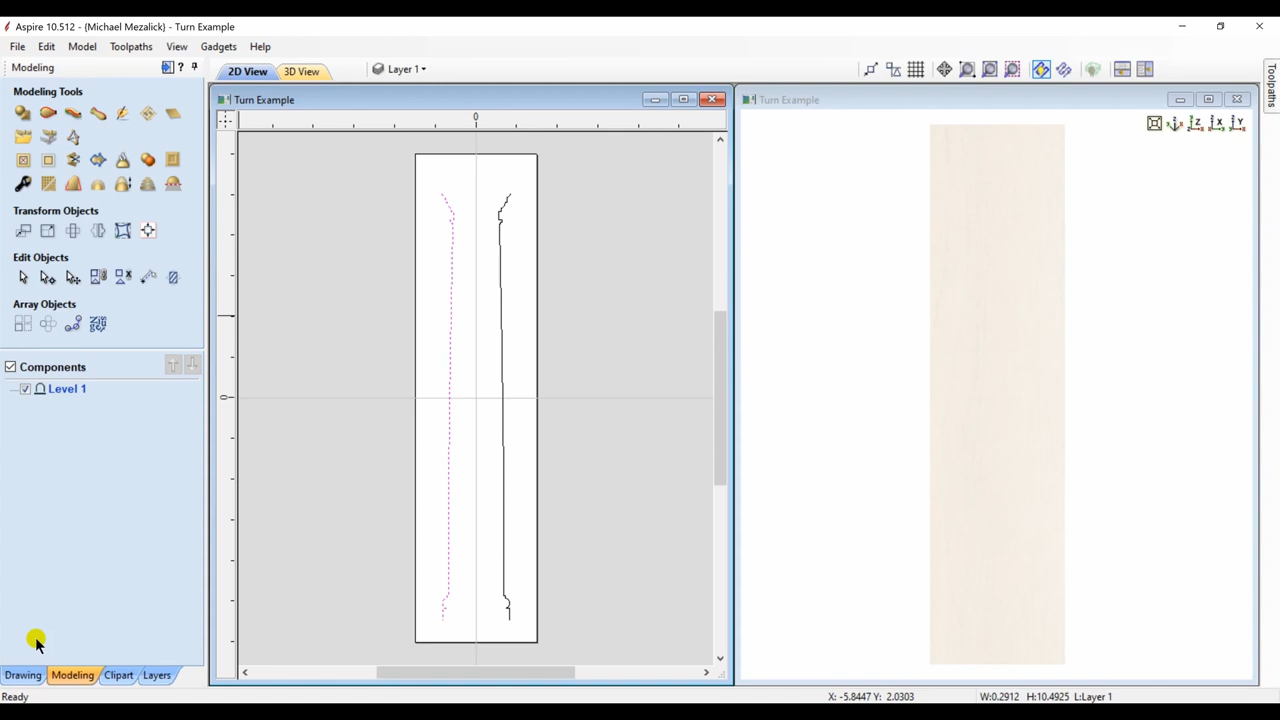 Aspire 10.512 - {Michael Mezalick} - Turn Example
File Edit Model Toolpaths View Gadgets Help
Modeling ?
2D View 3D View Layer 1
Modeling Tools
Transform Objects
Edit Objects
Array Objects
Components
Level 1
Drawing Modeling Clipart Layers
Turn Example
0
0
Turn Example
Z X Y
Toolpaths
Ready X: -5.8447 Y: 2.0303 W:0.2912 H:10.4925 L:Layer 1